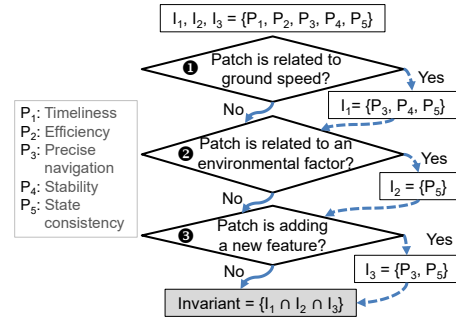 I₁, I₂, I₃ = {P₁, P₂, P₃, P₄, P₅}
❶ Patch is related to
ground speed?
Yes
No
I₁= {P₃, P₄, P₅}
P₁: Timeliness
P₂: Efficiency
P₃: Precise
navigation
P₄: Stability
P₅: State
consistency
❷ Patch is related to an
environmental factor?
Yes
No
I₂ = {P₅}
❸ Patch is adding
a new feature?
Yes
No
I₃ = {P₃, P₅}
Invariant = {I₁ ∩ I₂ ∩ I₃}